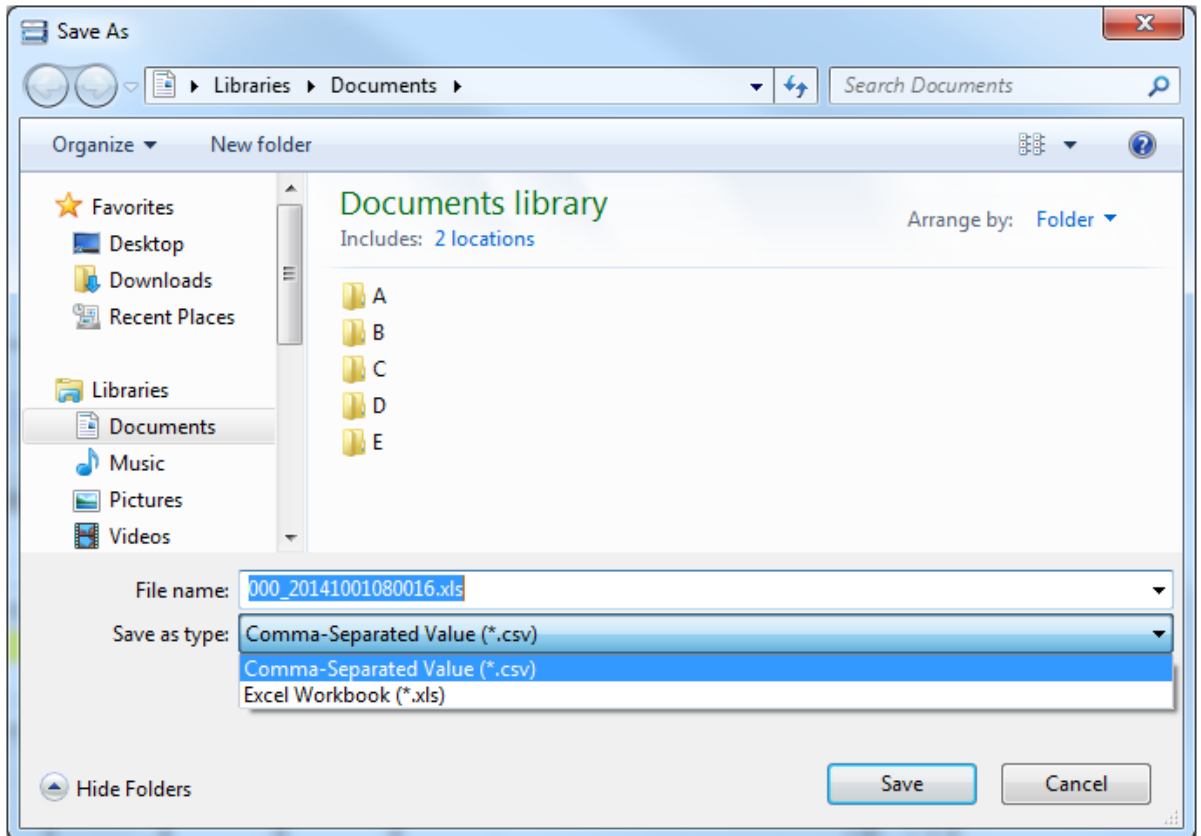 Save As
Libraries Documents
Search Documents
Organize New folder
Favorites
Desktop
Downloads
Recent Places
Libraries
Documents
Music
Pictures
Videos
Documents library
Includes: 2 locations
Arrange by: Folder
A
B
C
D
E
File name: 000_20141001080016.xls
Save as type: Comma-Separated Value (*.csv)
Comma-Separated Value (*.csv)
Excel Workbook (*.xls)
Hide Folders
Save Cancel